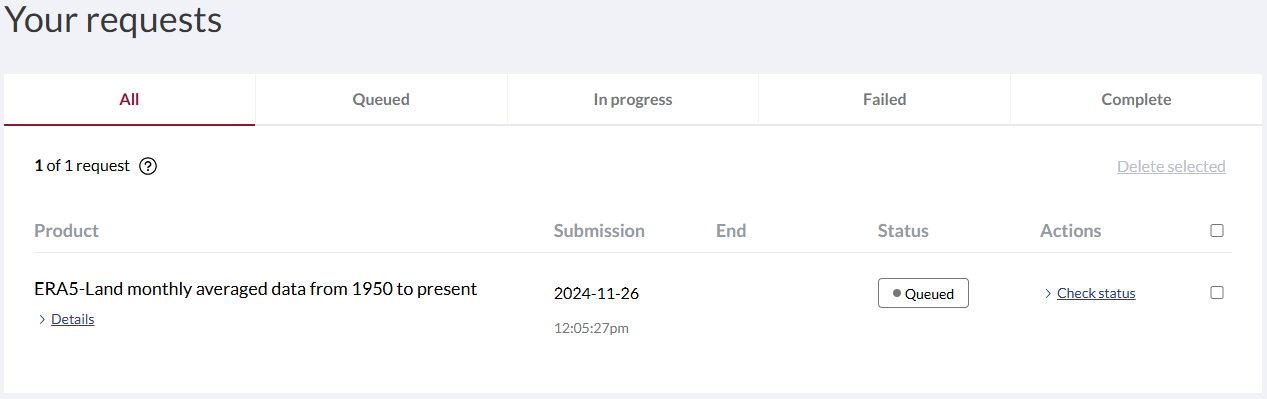 Your requests
All Queued In progress Failed Complete
1 of 1 request ? Delete selected
Product Submission End Status Actions
ERA5-Land monthly averaged data from 1950 to present 2024-11-26 Queued Check status
Details 12:05:27pm